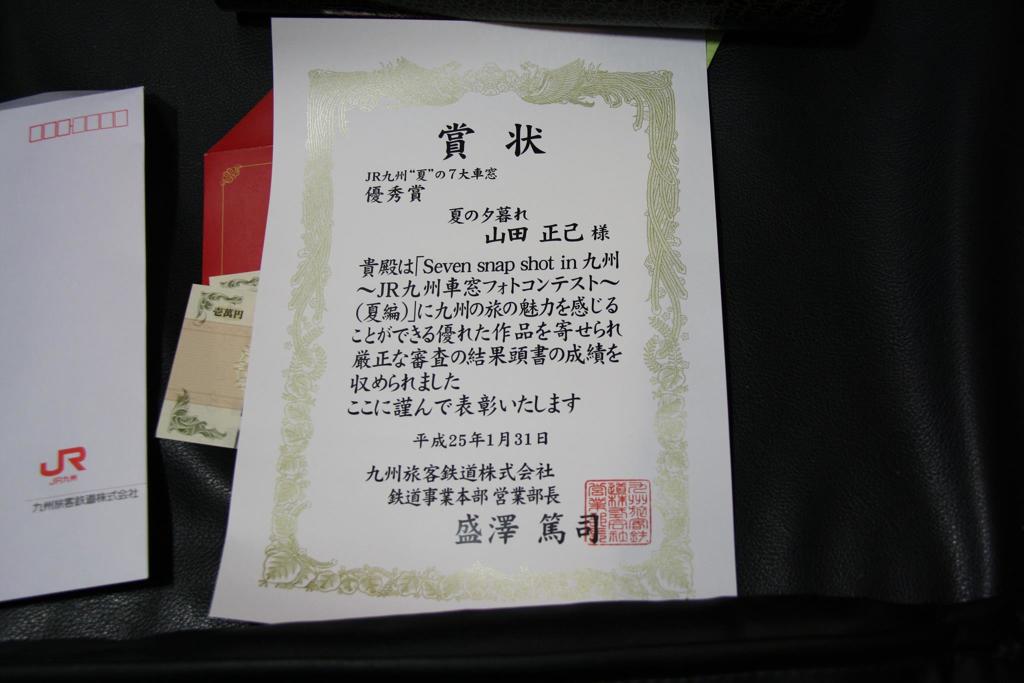 賞状
JR九州“夏”の7大車窓
優秀賞
夏の夕暮れ
山田 正己 様
貴殿は「Seven snap shot in 九州
～JR九州車窓フォトコンテスト～
(夏編)」に九州の旅の魅力を感じる
ことができる優れた作品を寄せられ
厳正な審査の結果頭書の成績を
収められました
ここに謹んで表彰いたします
平成25年1月31日
九州旅客鉄道株式会社
鉄道事業本部 営業部長
盛澤 篤司
壱萬円
JR
JR九州
九州旅客鉄道株式会社